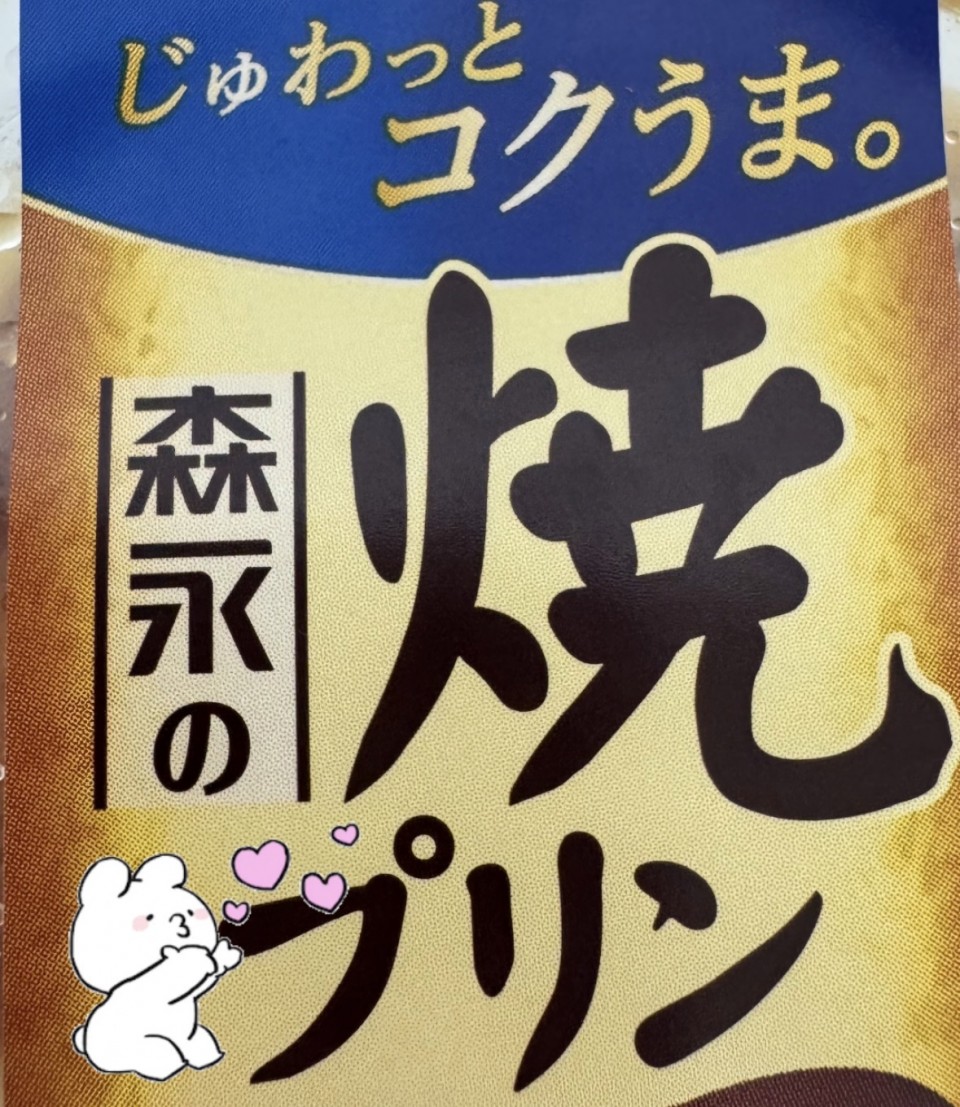 じゅわっと
コクうま。
森永の
焼
プリン